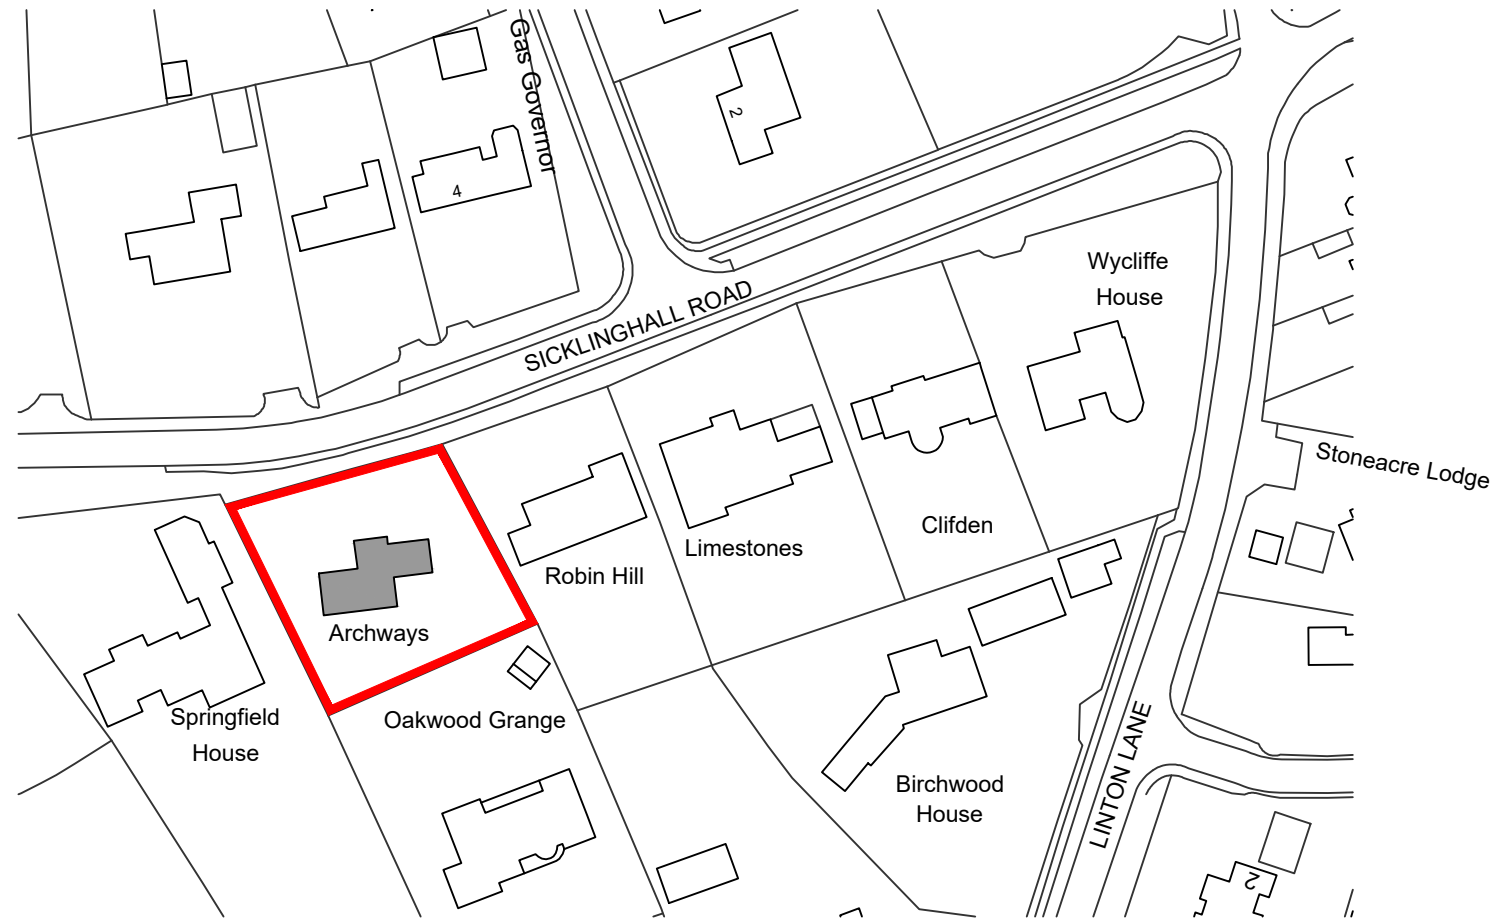 Gas Governor
2
4
Wycliffe
House
SICKLINGHALL ROAD
Stoneacre Lodge
Clifden
Limestones
Robin Hill
Archways
Springfield
House
Oakwood Grange
Birchwood
House
LINTON LANE
2